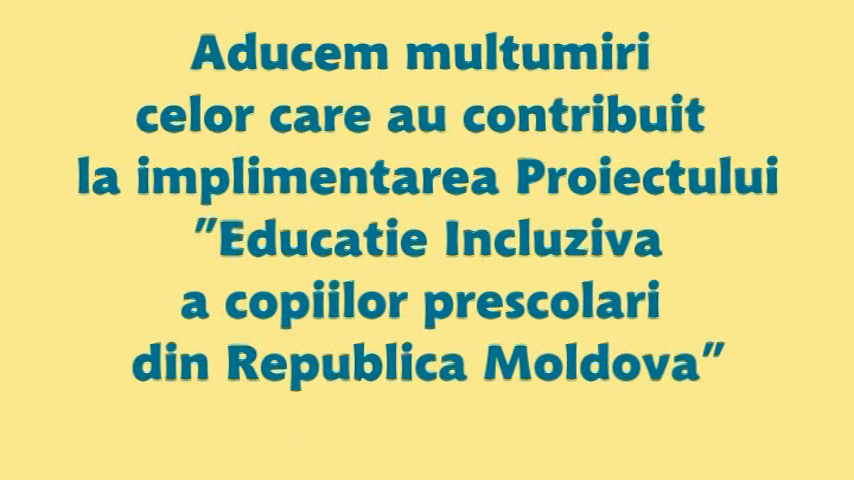 Aducem multumiri
celor care au contribuit
la implimentarea Proiectului
”Educatie Incluziva
a copiilor prescolari
din Republica Moldova”